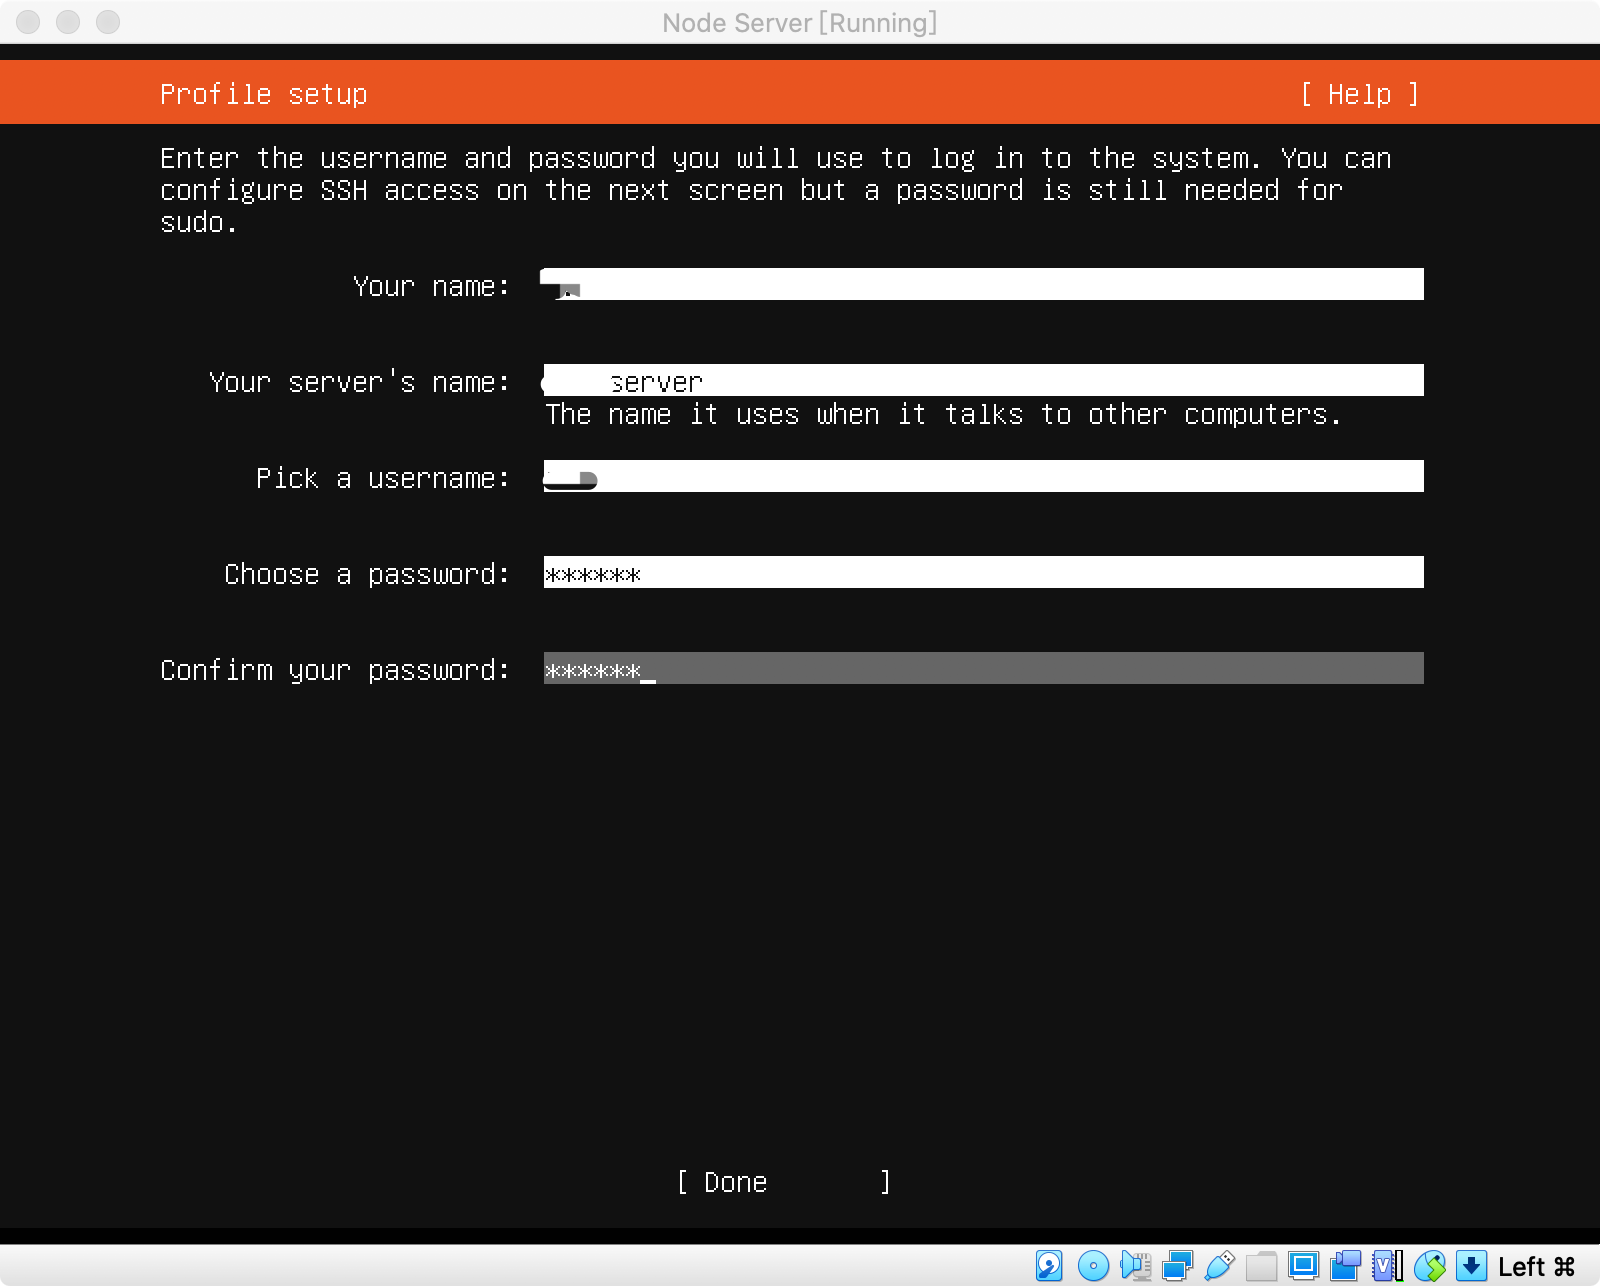 Node Server [Running]
Profile setup [ Help ]
Enter the username and password you will use to log in to the system. You can
configure SSH access on the next screen but a password is still needed for
sudo.
Your name:
Your server's name: server
The name it uses when it talks to other computers.
Pick a username:
Choose a password: ******
Confirm your password: ******_
[ Done ]
Left ⌘